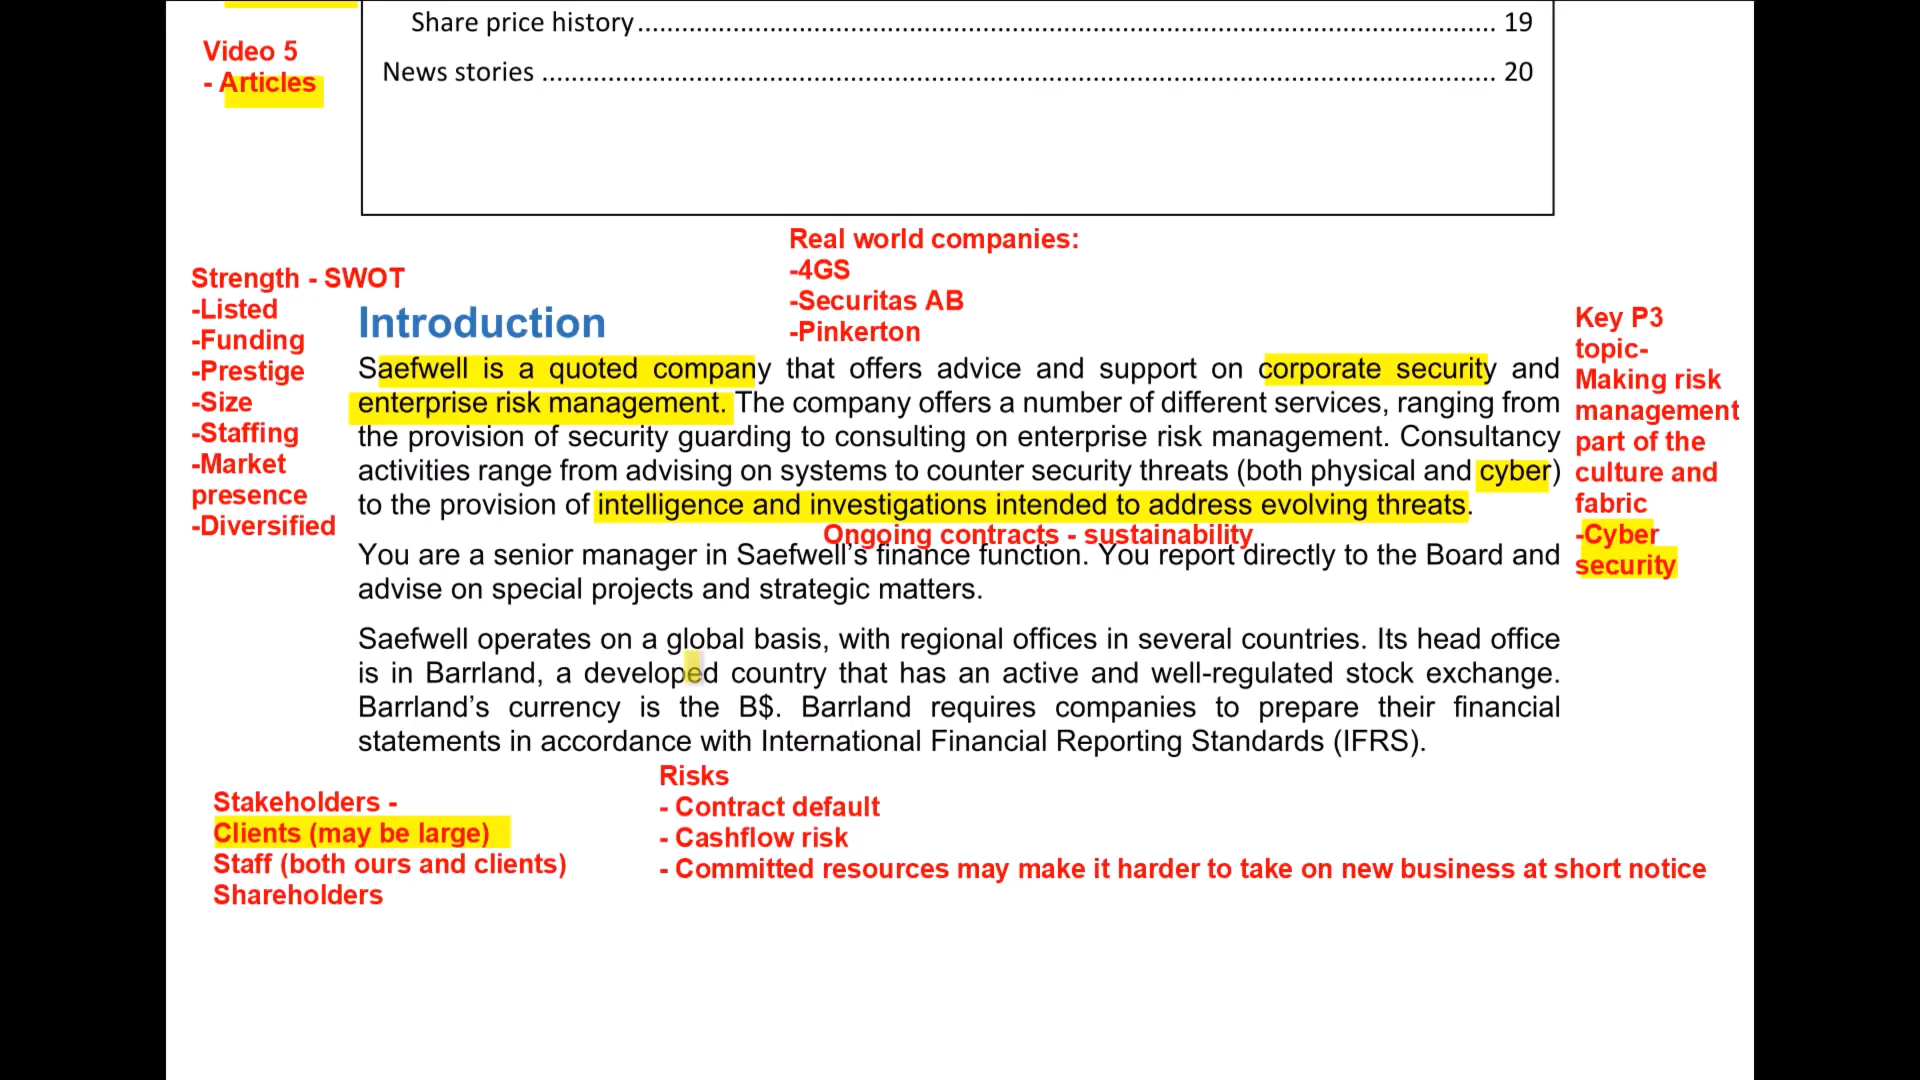 Share price history........................................................................................................ 19
News stories ..................................................................................................................... 20
Video 5
- Articles
Real world companies:
-4GS
-Securitas AB
-Pinkerton
Strength - SWOT
-Listed
-Funding
-Prestige
-Size
-Staffing
-Market
presence
-Diversified
Introduction
Saefwell is a quoted company that offers advice and support on corporate security and
enterprise risk management. The company offers a number of different services, ranging from
the provision of security guarding to consulting on enterprise risk management. Consultancy
activities range from advising on systems to counter security threats (both physical and cyber)
to the provision of intelligence and investigations intended to address evolving threats.
Ongoing contracts - sustainability
You are a senior manager in Saefwell’s finance function. You report directly to the Board and
advise on special projects and strategic matters.
Saefwell operates on a global basis, with regional offices in several countries. Its head office
is in Barrland, a developed country that has an active and well-regulated stock exchange.
Barrland’s currency is the B$. Barrland requires companies to prepare their financial
statements in accordance with International Financial Reporting Standards (IFRS).
Key P3
topic-
Making risk
management
part of the
culture and
fabric
-Cyber
security
Stakeholders -
Clients (may be large)
Staff (both ours and clients)
Shareholders
Risks
- Contract default
- Cashflow risk
- Committed resources may make it harder to take on new business at short notice